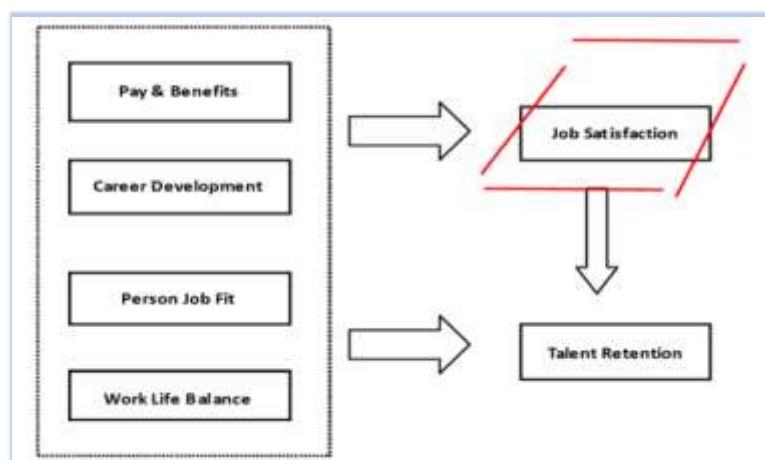 Pay & Benefits
Job Satisfaction
Career Development
Person Job Fit
Talent Retention
Work Life Balance